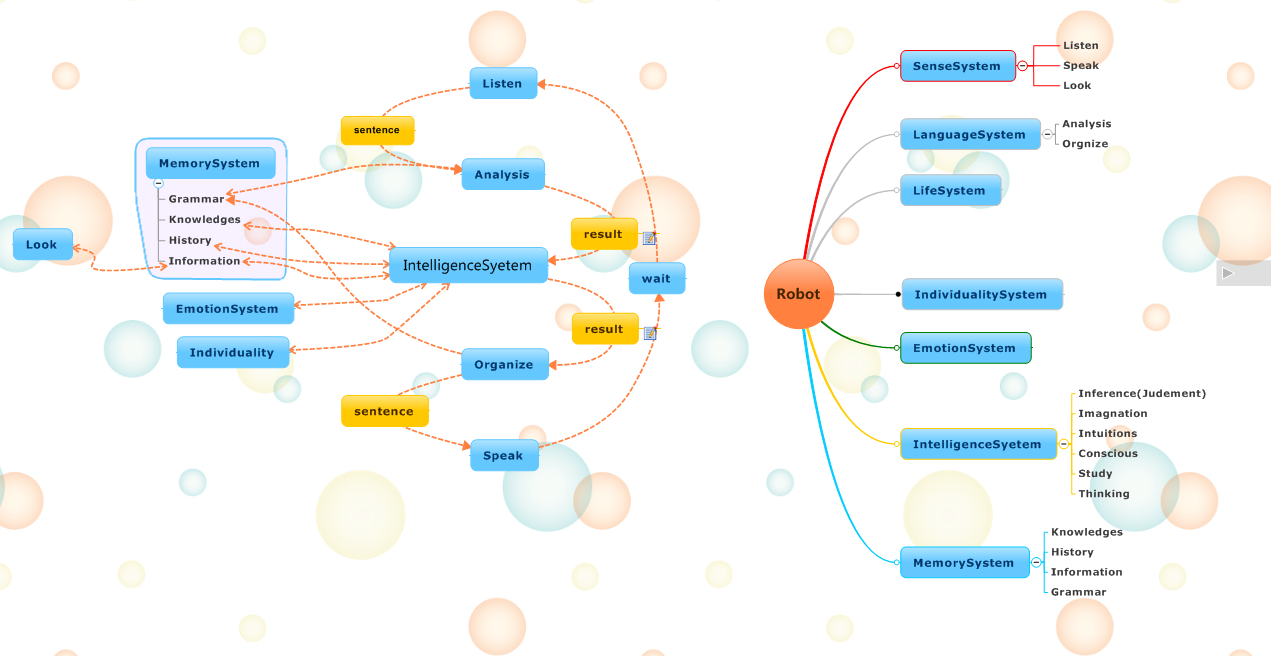 Listen
sentence
MemorySystem
Analysis
Grammar
Knowledges
History
Information
Look
result
IntelligenceSyetem
wait
EmotionSystem
result
Individuality
Organize
sentence
Speak
Robot
SenseSystem
Listen
Speak
Look
LanguageSystem
Analysis
Orgnize
LifeSystem
IndividualitySystem
EmotionSystem
IntelligenceSyetem
Inference(Judement)
Imagnation
Intuitions
Conscious
Study
Thinking
MemorySystem
Knowledges
History
Information
Grammar